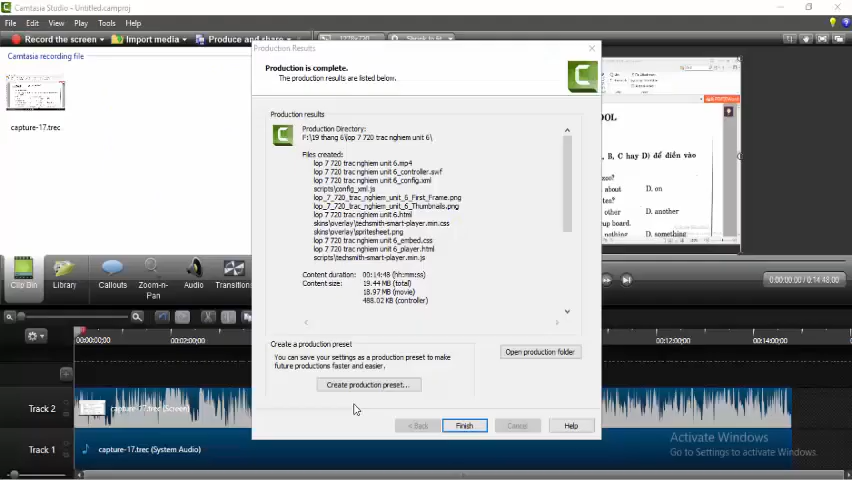 Camtasia Studio - Untitled.camproj
File Edit View Play Tools Help
Record the screen Import media Produce and share
Camtasia recording file
capture-17.trec
Production Results
Production is complete.
The production results are listed below.
Production results
Production Directory:
F:\19 thang 6\lop 7 720 trac nghiem unit 6\
Files created:
lop 7 720 trac nghiem unit 6.mp4
lop 7 720 trac nghiem unit 6_controller.swf
lop 7 720 trac nghiem unit 6_config.xml
scripts\config_xml.js
lop_7_720_trac_nghiem_unit_6_First_Frame.png
lop_7_720_trac_nghiem_unit_6_Thumbnails.png
lop 7 720 trac nghiem unit 6.html
skins\overlay\techsmith-smart-player.min.css
skins\overlay\spritesheet.png
lop 7 720 trac nghiem unit 6_embed.css
lop 7 720 trac nghiem unit 6_player.html
scripts\techsmith-smart-player.min.js
Content duration: 00:14:48 (hh:mm:ss)
Content size: 19.44 MB (total)
18.97 MB (movie)
488.02 KB (controller)
Create a production preset
You can save your settings as a production preset to make
future productions faster and easier.
Create production preset...
Open production folder
< Back Finish Cancel Help
OOL
, B, C hay D) để điền vào
zoo?
about D. on
ten?
other D. another
up board.
nothing D. something
Clip Bin Library Callouts Zoom-n-Pan Audio Transitions
0:00:00;00 / 0:14:48;00
00:00:00;00 00:02:00;00 00:12:00;00 00:14:00;00
Track 2 capture-17.trec (Screen)
Track 1 capture-17.trec (System Audio)
Activate Windows
Go to Settings to activate Windows.